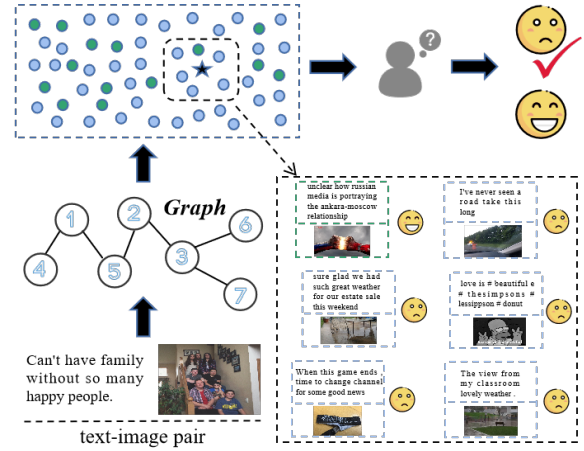 ?
unclear how russian
media is portraying
the ankara-moscow
relationship
I've never seen a
road take this
long
Graph
1
2
3
4
5
6
7
sure glad we had
such great weather
for our estate sale
this weekend
love is # beautiful e
# thesimpsons #
lessippson # donut
Can't have family
without so many
happy people.
When this game ends
time to change channel
for some good news
The view from
my classroom
lovely weather .
text-image pair